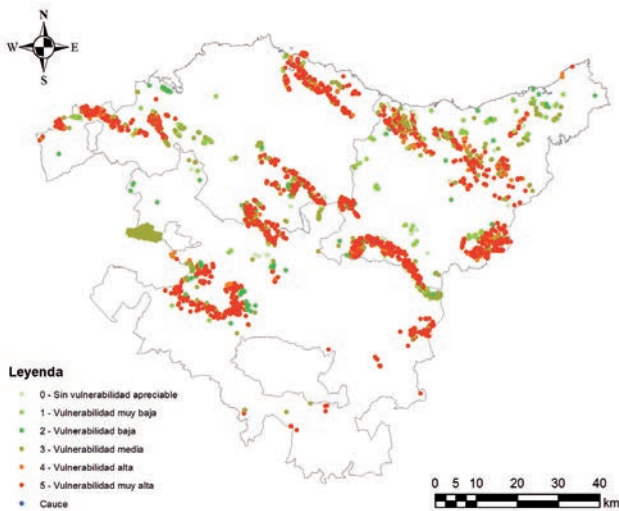 N
W E
S
Leyenda
0 - Sin vulnerabilidad apreciable
1 - Vulnerabilidad muy baja
2 - Vulnerabilidad baja
3 - Vulnerabilidad media
4 - Vulnerabilidad alta
5 - Vulnerabilidad muy alta
Cauce
0 5 10 20 30 40
km